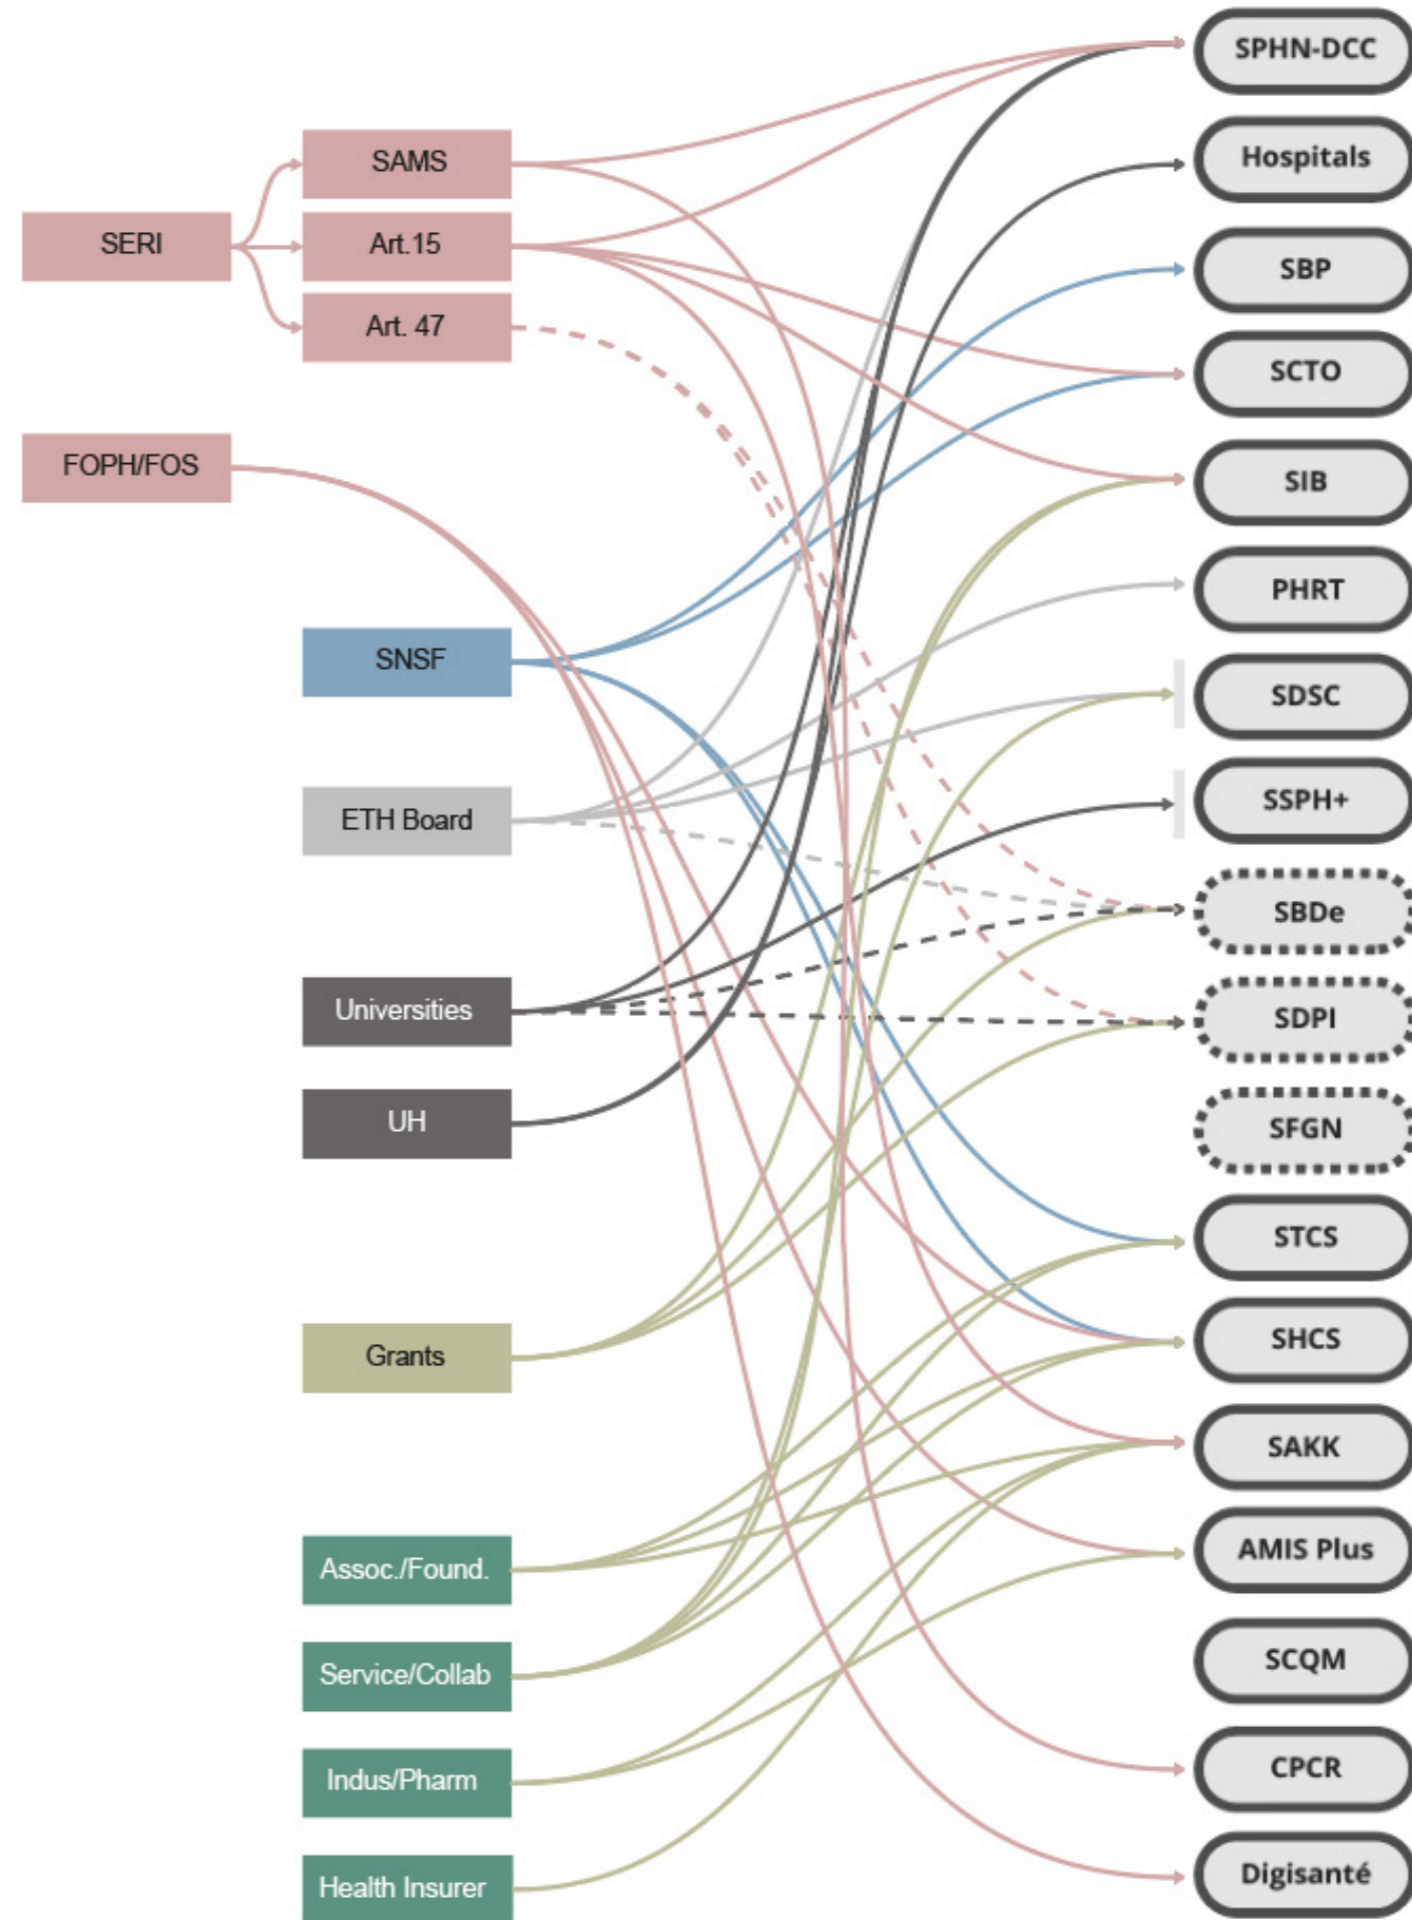 SERI
FOPH/FOS
SAMS
Art.15
Art. 47
SNSF
ETH Board
Universities
UH
Grants
Assoc./Found.
Service/Collab
Indus/Pharm
Health Insurer
SPHN-DCC
Hospitals
SBP
SCTO
SIB
PHRT
SDSC
SSPH+
SBDe
SDPI
SFGN
STCS
SHCS
SAKK
AMIS Plus
SCQM
CPCR
Digisanté